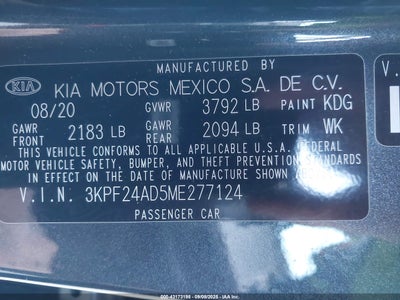 MANUFACTURED BY
KIA KIA MOTORS MEXICO S.A. DE C.V.
08/20 GVWR 3792 LB PAINT KDG
GAWR FRONT 2183 LB GAWR REAR 2094 LB TRIM WK
THIS VEHICLE CONFORMS TO ALL APPLICABLE U.S.A. FEDERAL
MOTOR VEHICLE SAFETY, BUMPER, AND THEFT PREVENTION STANDARDS
IN EFFECT ON THE DATE OF MANUFACTURE SHOWN ABOVE.
V.I.N. 3KPF24AD5ME277124
PASSENGER CAR
V.